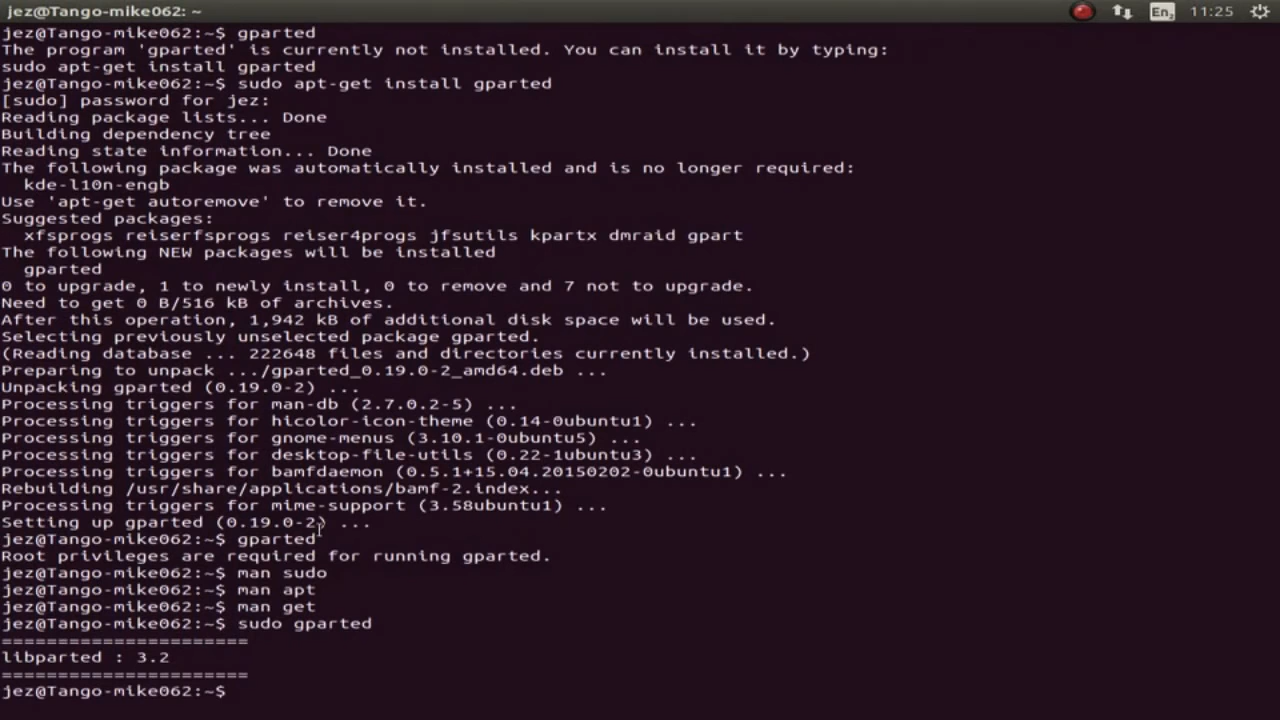 jez@Tango-mike062: ~
En2 11:25
jez@Tango-mike062:~$ gparted
The program 'gparted' is currently not installed. You can install it by typing:
sudo apt-get install gparted
jez@Tango-mike062:~$ sudo apt-get install gparted
[sudo] password for jez:
Reading package lists... Done
Building dependency tree
Reading state information... Done
The following package was automatically installed and is no longer required:
  kde-l10n-engb
Use 'apt-get autoremove' to remove it.
Suggested packages:
  xfsprogs reiserfsprogs reiser4progs jfsutils kpartx dmraid gpart
The following NEW packages will be installed
  gparted
0 to upgrade, 1 to newly install, 0 to remove and 7 not to upgrade.
Need to get 0 B/516 kB of archives.
After this operation, 1,942 kB of additional disk space will be used.
Selecting previously unselected package gparted.
(Reading database ... 222648 files and directories currently installed.)
Preparing to unpack .../gparted_0.19.0-2_amd64.deb ...
Unpacking gparted (0.19.0-2) ...
Processing triggers for man-db (2.7.0.2-5) ...
Processing triggers for hicolor-icon-theme (0.14-0ubuntu1) ...
Processing triggers for gnome-menus (3.10.1-0ubuntu5) ...
Processing triggers for desktop-file-utils (0.22-1ubuntu3) ...
Processing triggers for bamfdaemon (0.5.1+15.04.20150202-0ubuntu1) ...
Rebuilding /usr/share/applications/bamf-2.index...
Processing triggers for mime-support (3.58ubuntu1) ...
Setting up gparted (0.19.0-2) ...
jez@Tango-mike062:~$ gparted
Root privileges are required for running gparted.
jez@Tango-mike062:~$ man sudo
jez@Tango-mike062:~$ man apt
jez@Tango-mike062:~$ man get
jez@Tango-mike062:~$ sudo gparted
======================
libparted : 3.2
======================
jez@Tango-mike062:~$